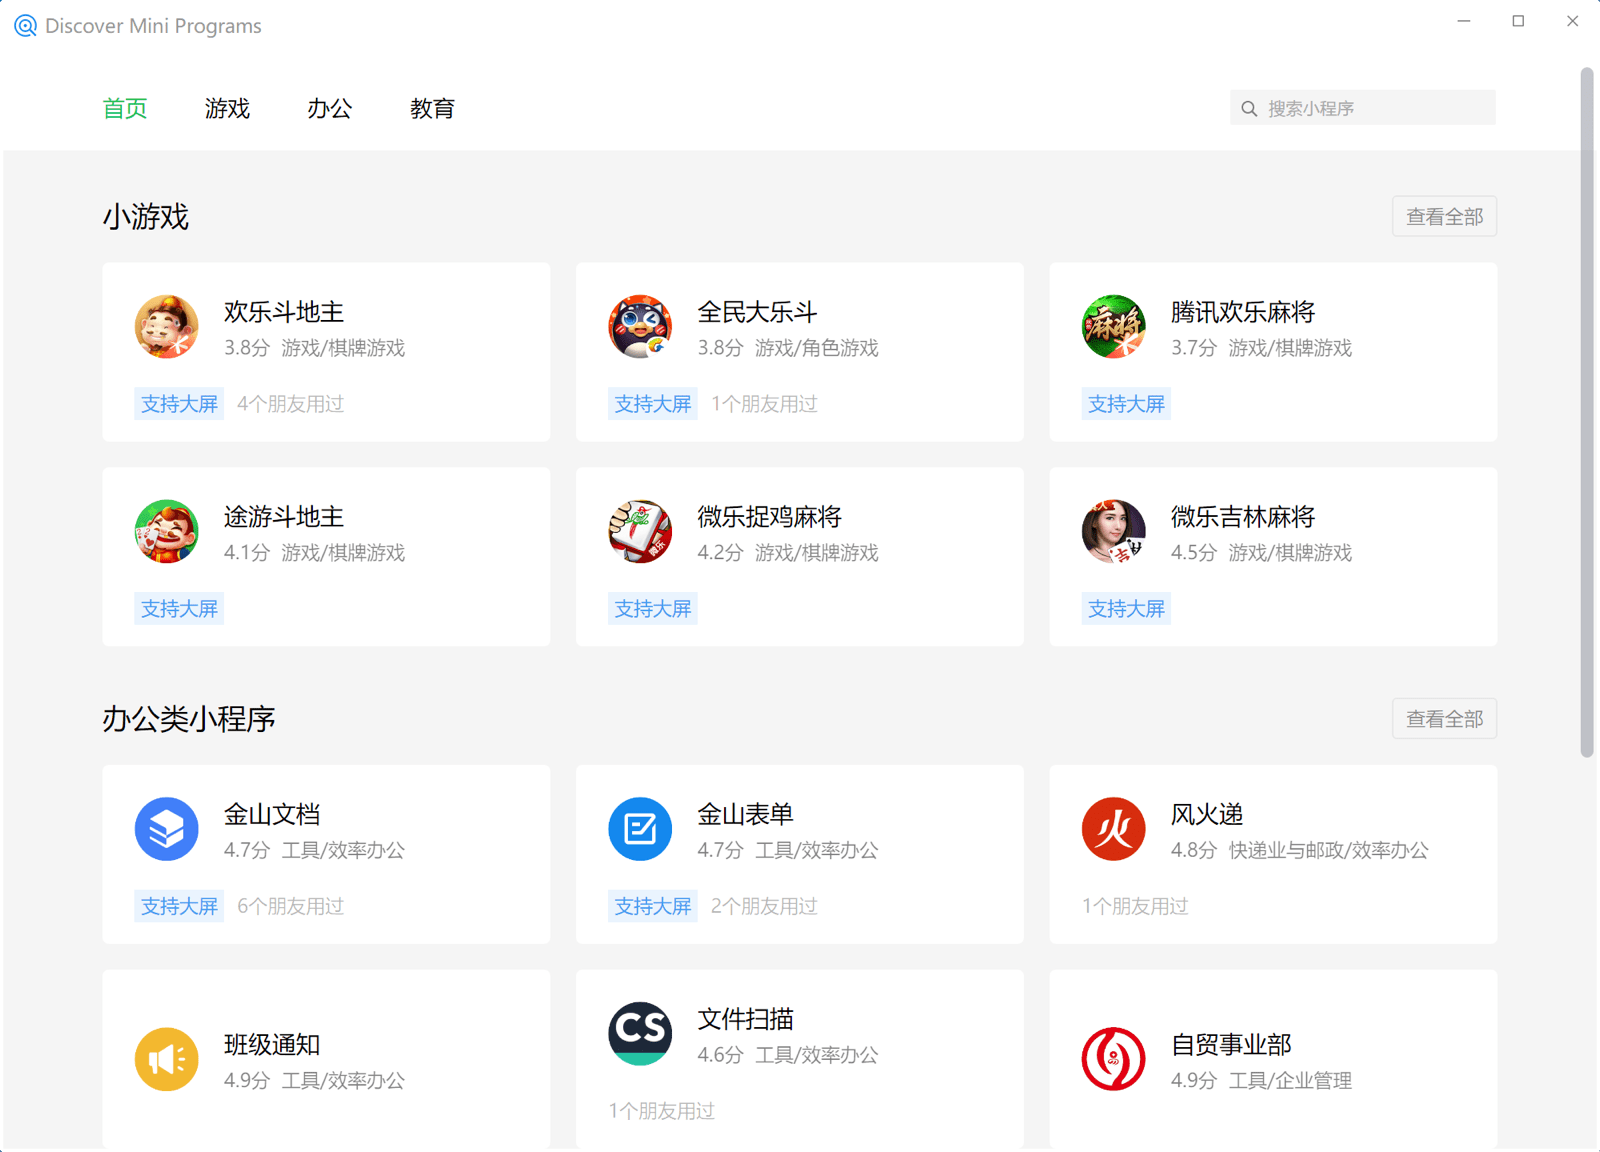 Discover Mini Programs
首页 游戏 办公 教育
搜索小程序
小游戏
查看全部
欢乐斗地主
3.8分 游戏/棋牌游戏
支持大屏 4个朋友用过
全民大乐斗
3.8分 游戏/角色游戏
支持大屏 1个朋友用过
麻将
腾讯欢乐麻将
3.7分 游戏/棋牌游戏
支持大屏
途游斗地主
4.1分 游戏/棋牌游戏
支持大屏
微乐
微乐捉鸡麻将
4.2分 游戏/棋牌游戏
支持大屏
吉
微乐吉林麻将
4.5分 游戏/棋牌游戏
支持大屏
办公类小程序
查看全部
金山文档
4.7分 工具/效率办公
支持大屏 6个朋友用过
金山表单
4.7分 工具/效率办公
支持大屏 2个朋友用过
火
风火递
4.8分 快递业与邮政/效率办公
1个朋友用过
班级通知
4.9分 工具/效率办公
CS
文件扫描
4.6分 工具/效率办公
1个朋友用过
自贸事业部
4.9分 工具/企业管理